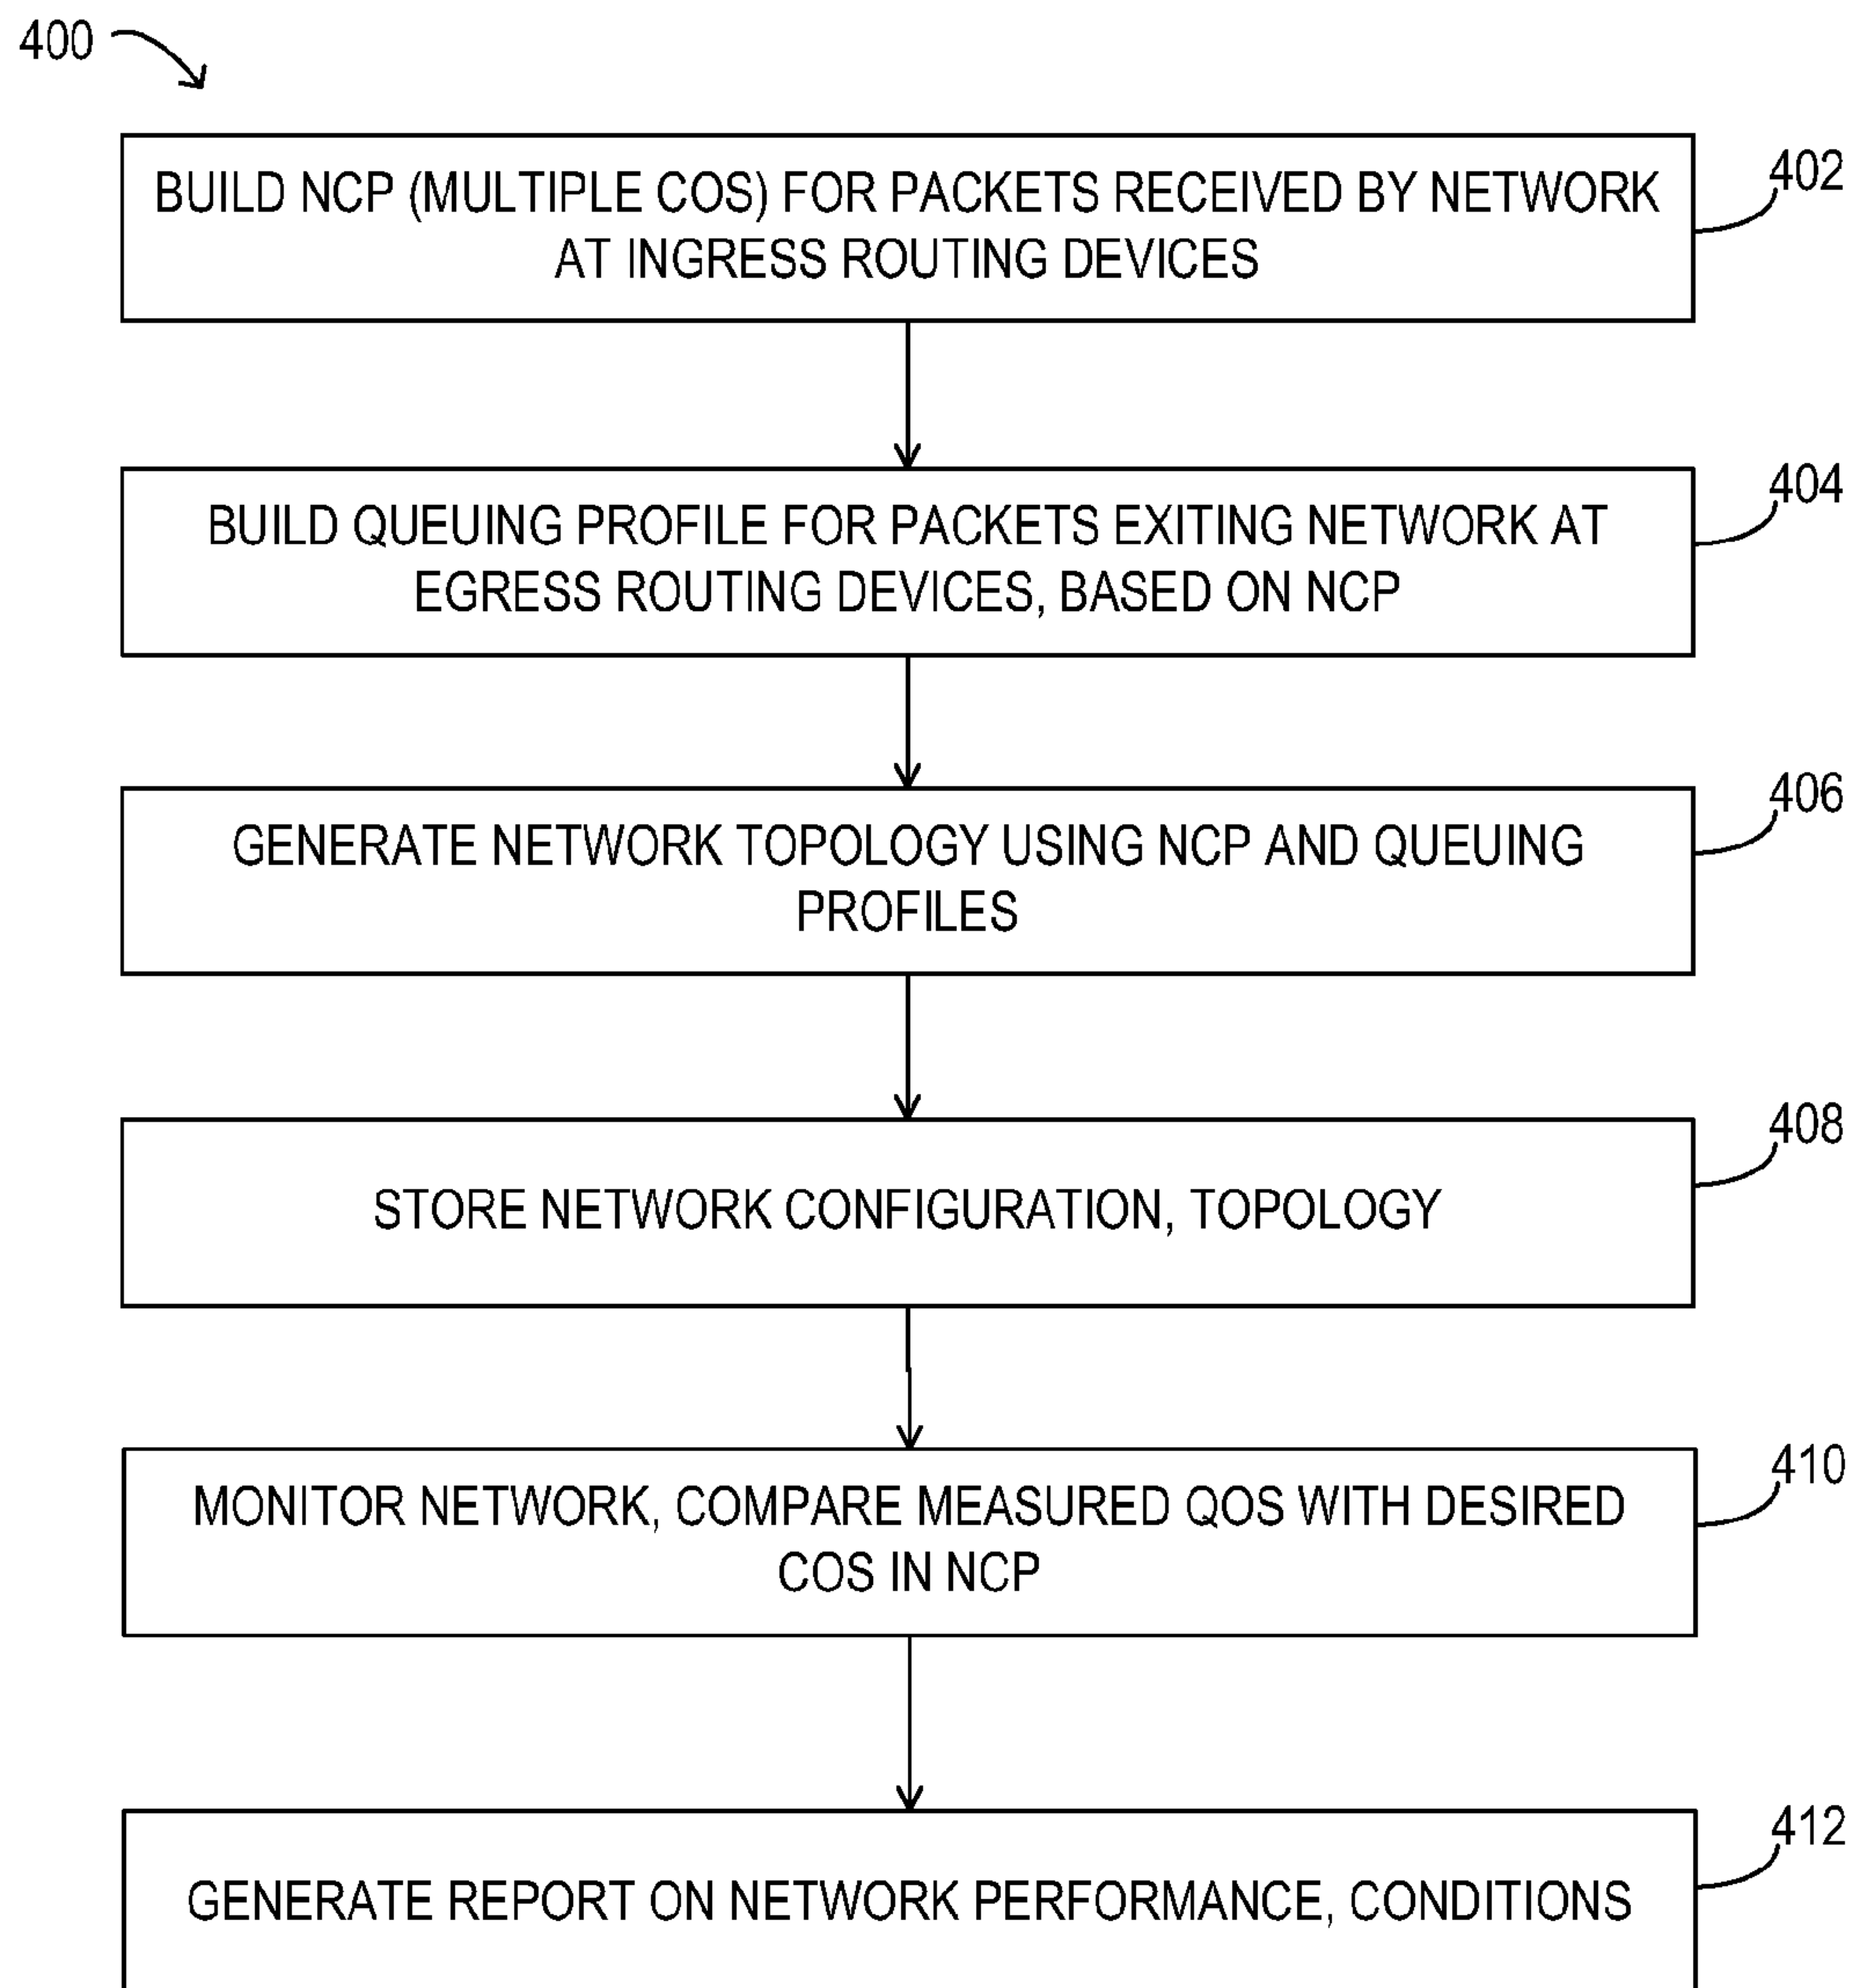 400
402
BUILD NCP (MULTIPLE COS) FOR PACKETS RECEIVED BY NETWORK
AT INGRESS ROUTING DEVICES
404
BUILD QUEUING PROFILE FOR PACKETS EXITING NETWORK AT
EGRESS ROUTING DEVICES, BASED ON NCP
406
GENERATE NETWORK TOPOLOGY USING NCP AND QUEUING
PROFILES
408
STORE NETWORK CONFIGURATION, TOPOLOGY
410
MONITOR NETWORK, COMPARE MEASURED QOS WITH DESIRED
COS IN NCP
412
GENERATE REPORT ON NETWORK PERFORMANCE, CONDITIONS